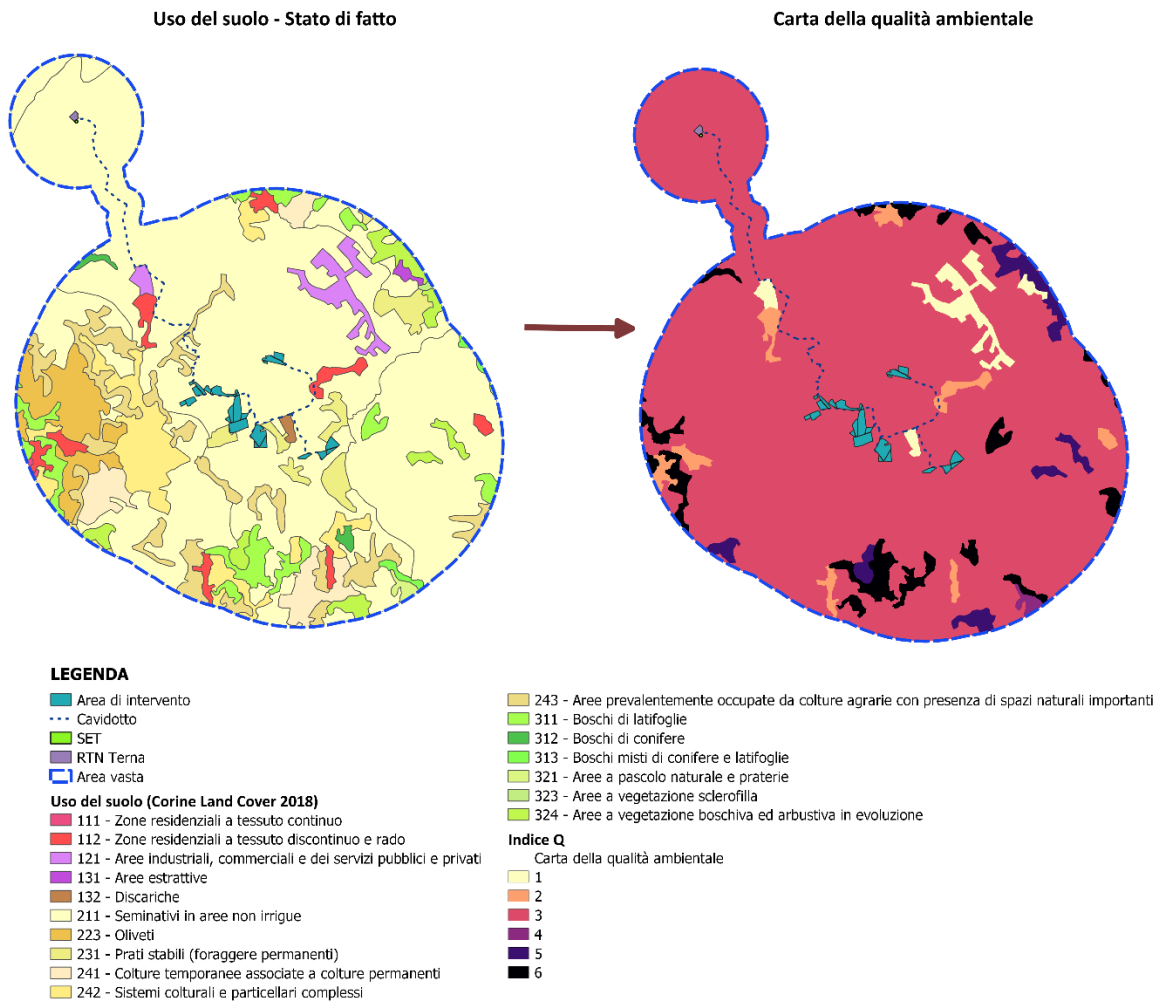 Uso del suolo - Stato di fatto
Carta della qualità ambientale
LEGENDA
Area di intervento
Cavidotto
SET
RTN Terna
Area vasta
Uso del suolo (Corine Land Cover 2018)
111 - Zone residenziali a tessuto continuo
112 - Zone residenziali a tessuto discontinuo e rado
121 - Aree industriali, commerciali e dei servizi pubblici e privati
131 - Aree estrattive
132 - Discariche
211 - Seminativi in aree non irrigue
223 - Oliveti
231 - Prati stabili (foraggere permanenti)
241 - Colture temporanee associate a colture permanenti
242 - Sistemi colturali e particellari complessi
243 - Aree prevalentemente occupate da colture agrarie con presenza di spazi naturali importanti
311 - Boschi di latifoglie
312 - Boschi di conifere
313 - Boschi misti di conifere e latifoglie
321 - Aree a pascolo naturale e praterie
323 - Aree a vegetazione sclerofilla
324 - Aree a vegetazione boschiva ed arbustiva in evoluzione
Indice Q
Carta della qualità ambientale
1
2
3
4
5
6